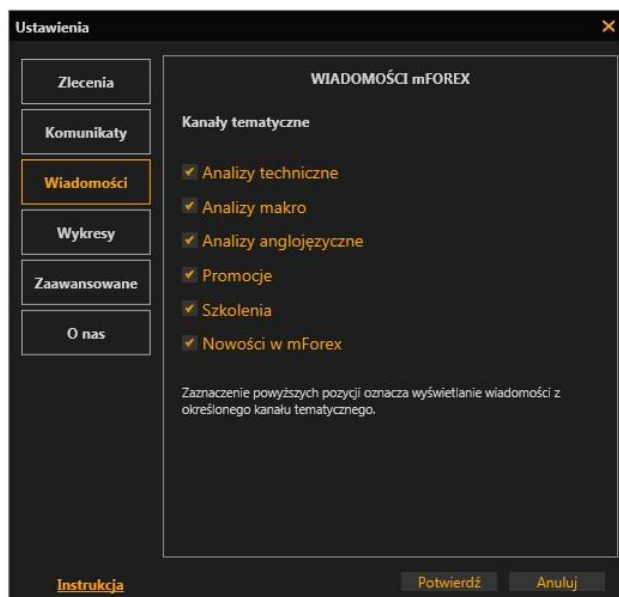 Ustawienia
Zlecenia
Komunikaty
Wiadomości
Wykresy
Zaawansowane
O nas
WIADOMOŚCI mFOREX
Kanały tematyczne
Analizy techniczne
Analizy makro
Analizy anglojęzyczne
Promocje
Szkolenia
Nowości w mForex
Zaznaczenie powyższych pozycji oznacza wyświetlanie wiadomości z
określonego kanału tematycznego.
Instrukcja
Potwierdź
Anuluj